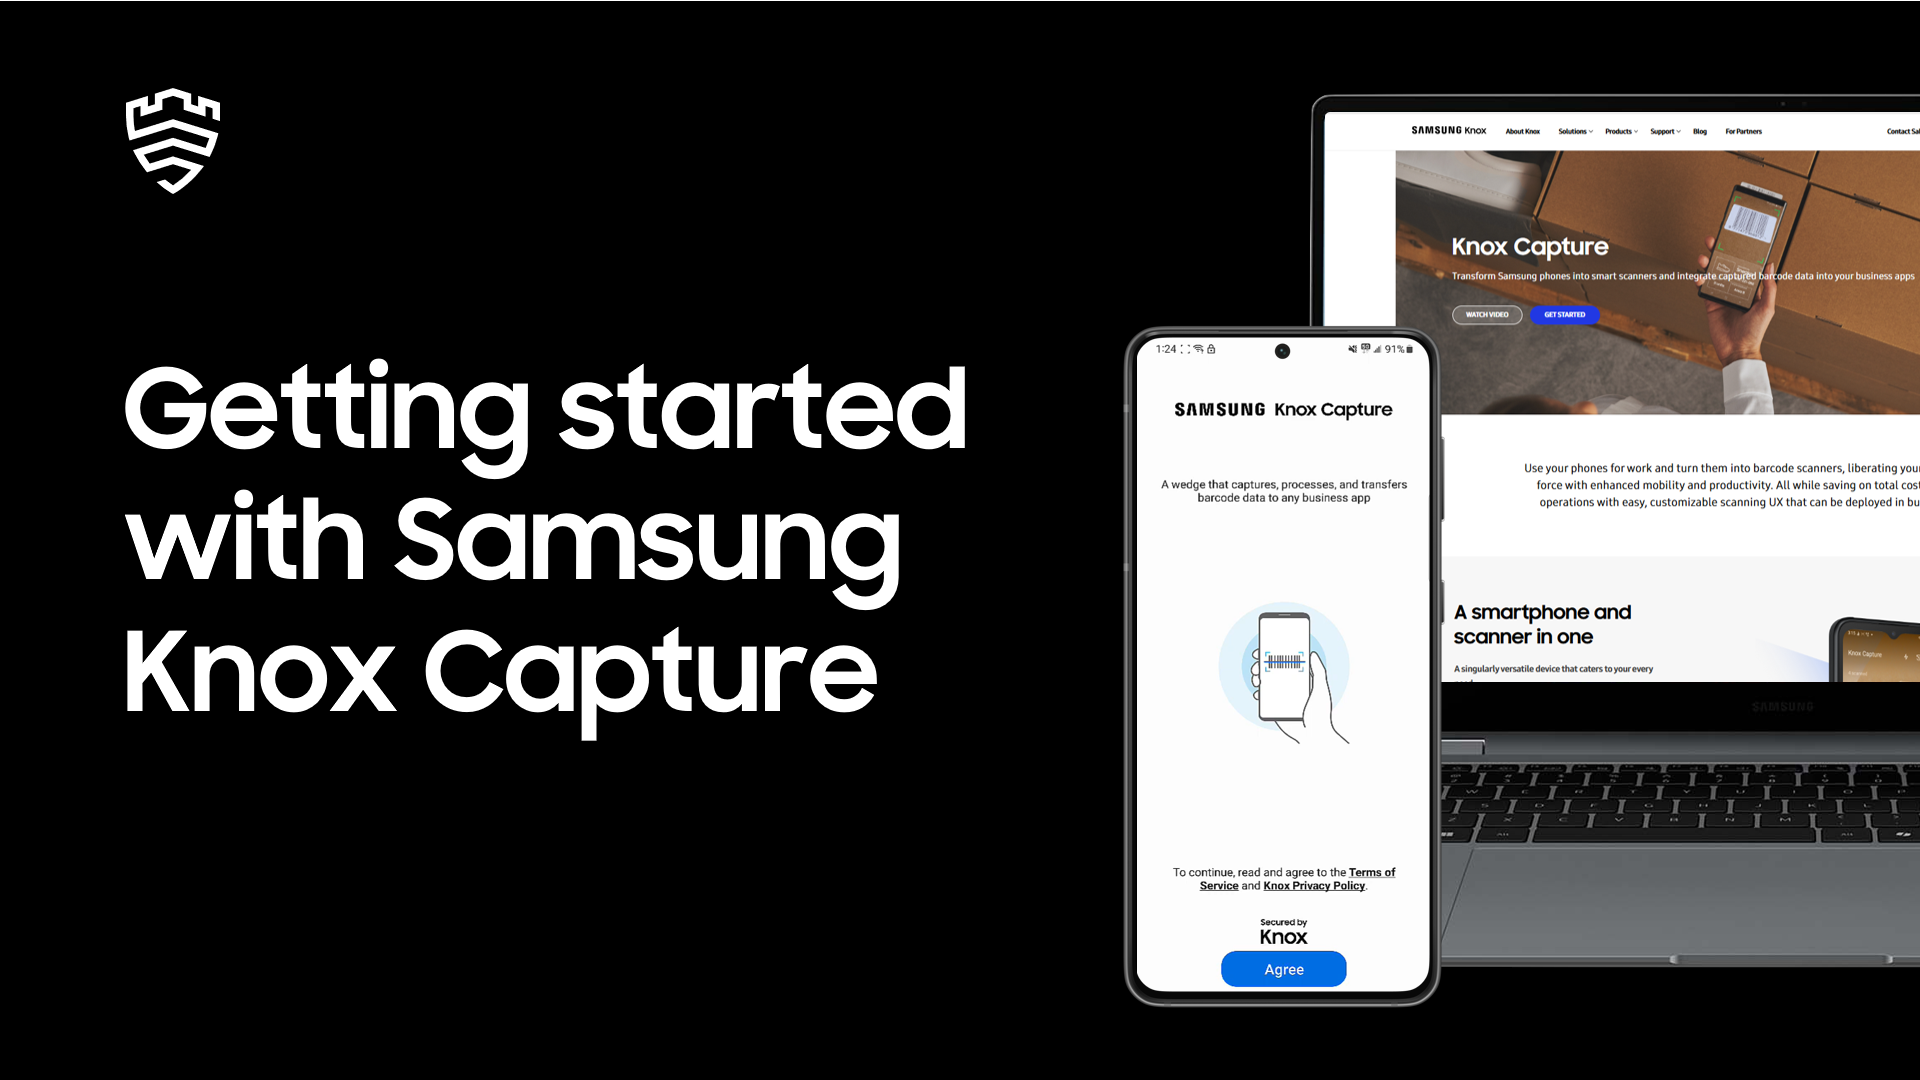 Getting started
with Samsung
Knox Capture
1:24
91%
SAMSUNG Knox Capture
A wedge that captures, processes, and transfers
barcode data to any business app
To continue, read and agree to the Terms of
Service and Knox Privacy Policy.
Secured by
Knox
Agree
SAMSUNG Knox About Knox Solutions Products Support Blog For Partners Contact Sal
Knox Capture
Transform Samsung phones into smart scanners and integrate captured barcode data into your business apps
WATCH VIDEO GET STARTED
Use your phones for work and turn them into barcode scanners, liberating your
force with enhanced mobility and productivity. All while saving on total cost
operations with easy, customizable scanning UX that can be deployed in bu
A smartphone and
scanner in one
A singularly versatile device that caters to your every
Knox Capture
SAMSUNG